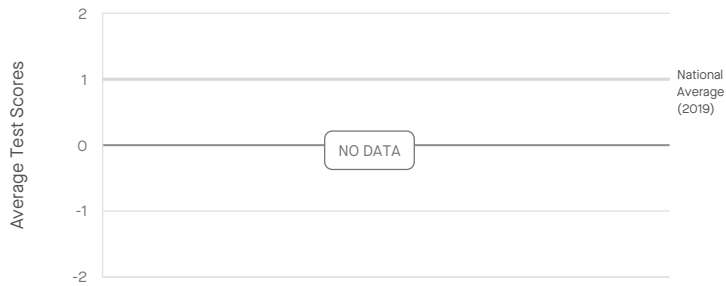 Average Test Scores
2
1
0
-1
-2
NO DATA
National
Average
(2019)